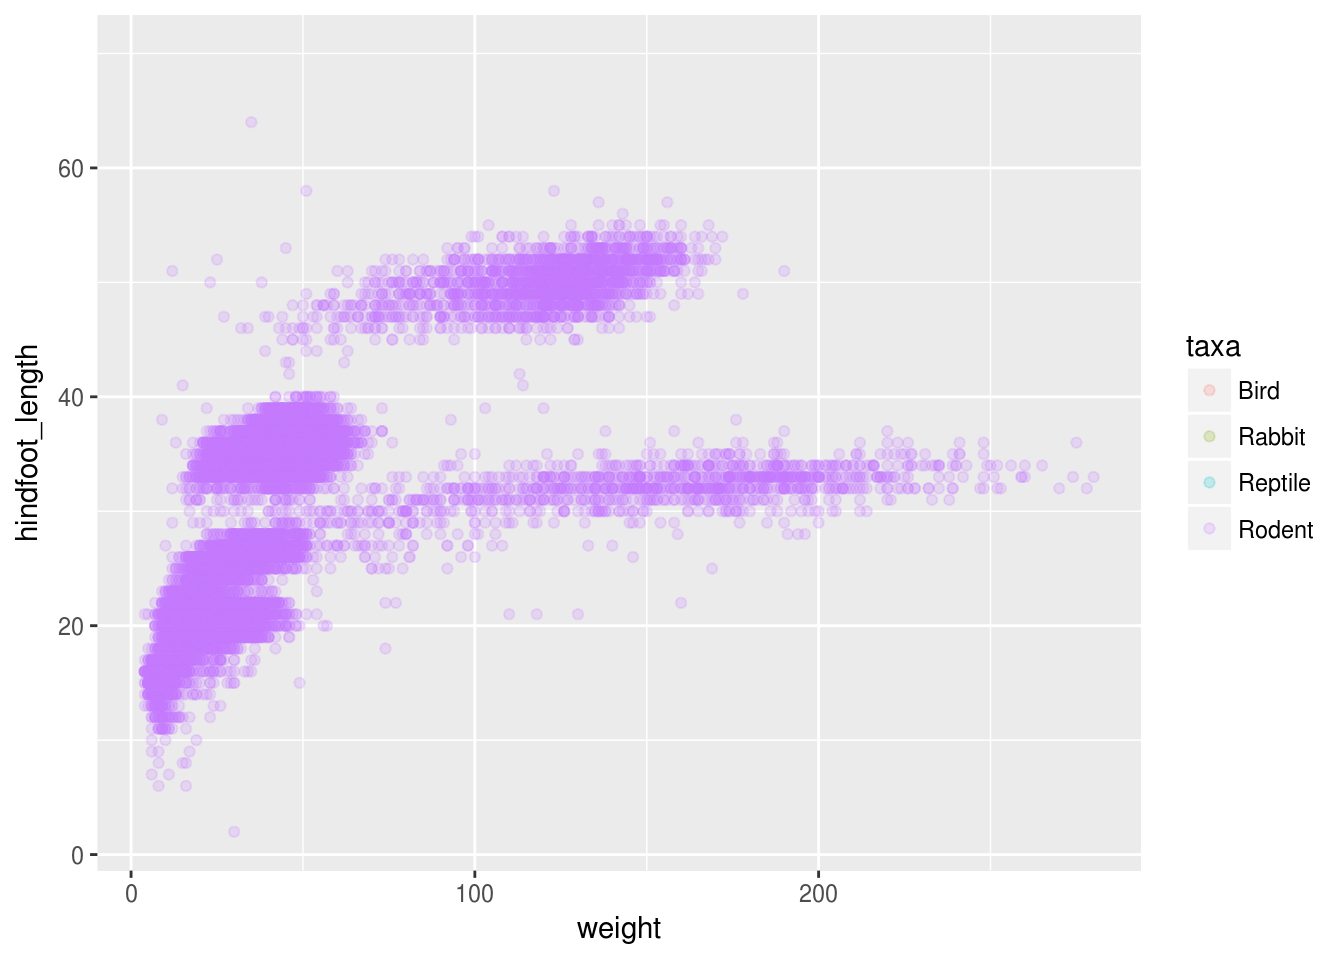 60
40
20
0
0 100 200
weight
hindfoot_length
taxa
Bird
Rabbit
Reptile
Rodent